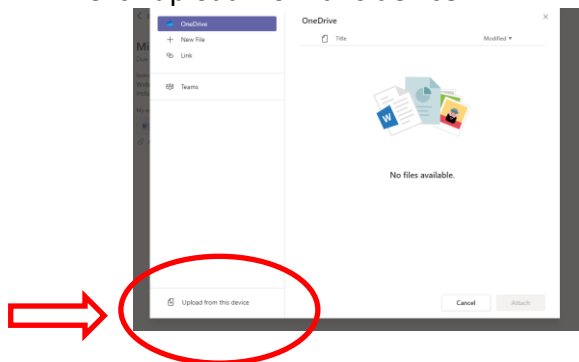 OneDrive
OneDrive
Title
Modified
New File
Link
Teams
No files available.
Upload from this device
Cancel
Attach